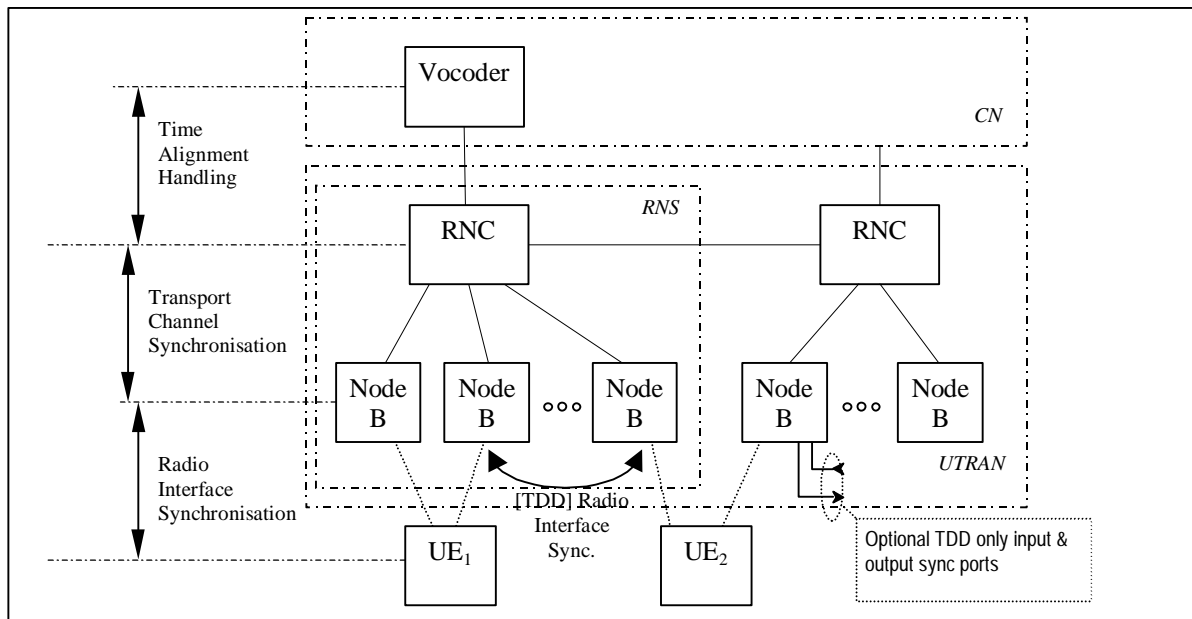 Vocoder
CN
Time
Alignment
Handling
RNS
RNC
RNC
Transport
Channel
Synchronisation
Node
B
Node
B
Node
B
Node
B
Node
B
UTRAN
Radio
Interface
Synchronisation
[TDD] Radio
Interface
Sync.
UE1
UE2
Optional TDD only input &
output sync ports